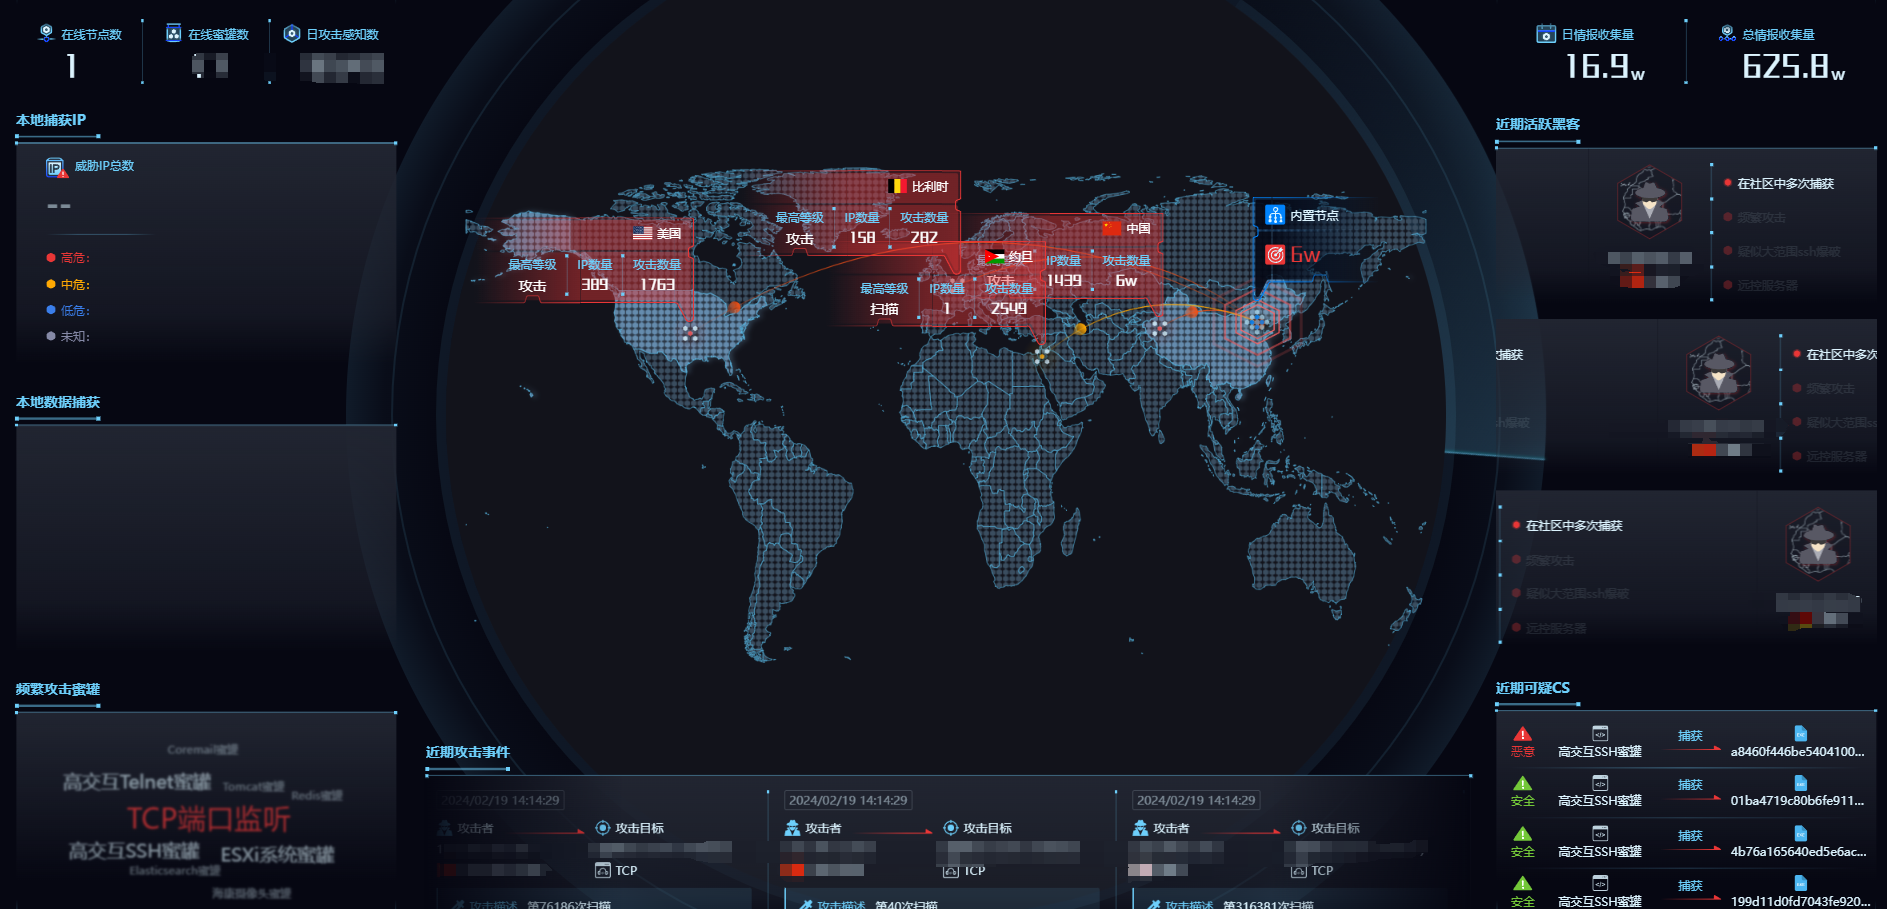 在线节点数
1
在线蜜罐数
日攻击感知数
日情报收集量
16.9w
总情报收集量
625.8w
本地捕获IP
威胁IP总数
--
高危:
中危:
低危:
未知:
本地数据捕获
频繁攻击蜜罐
Coremail蜜罐
高交互Telnet蜜罐
Tomcat蜜罐
Redis蜜罐
TCP端口监听
高交互SSH蜜罐
ESXi系统蜜罐
Elasticsearch蜜罐
海康摄像头蜜罐
美国
最高等级 IP数量 攻击数量
攻击 389 1763
比利时
最高等级 IP数量 攻击数量
攻击 158 282
中国
IP数量 攻击数量
攻击 1439 6w
约旦
最高等级 IP数量 攻击数量
扫描 1 2549
内置节点
6w
近期攻击事件
2024/02/19 14:14:29
攻击者 攻击目标
TCP
攻击描述 第76186次扫描
2024/02/19 14:14:29
攻击者 攻击目标
TCP
攻击描述 第40次扫描
2024/02/19 14:14:29
攻击者 攻击目标
TCP
攻击描述 第316381次扫描
近期活跃黑客
在社区中多次捕获
频繁攻击
疑似大范围ssh爆破
远控服务器
捕获
h爆破
在社区中多次
频繁攻击
疑似大范围ss
远控服务器
在社区中多次捕获
频繁攻击
疑似大范围ssh爆破
远控服务器
近期可疑CS
恶意 高交互SSH蜜罐 捕获 a8460f446be5404100...
安全 高交互SSH蜜罐 捕获 01ba4719c80b6fe911...
安全 高交互SSH蜜罐 捕获 4b76a165640ed5e6ac...
安全 高交互SSH蜜罐 捕获 199d11d0fd7043fe920...